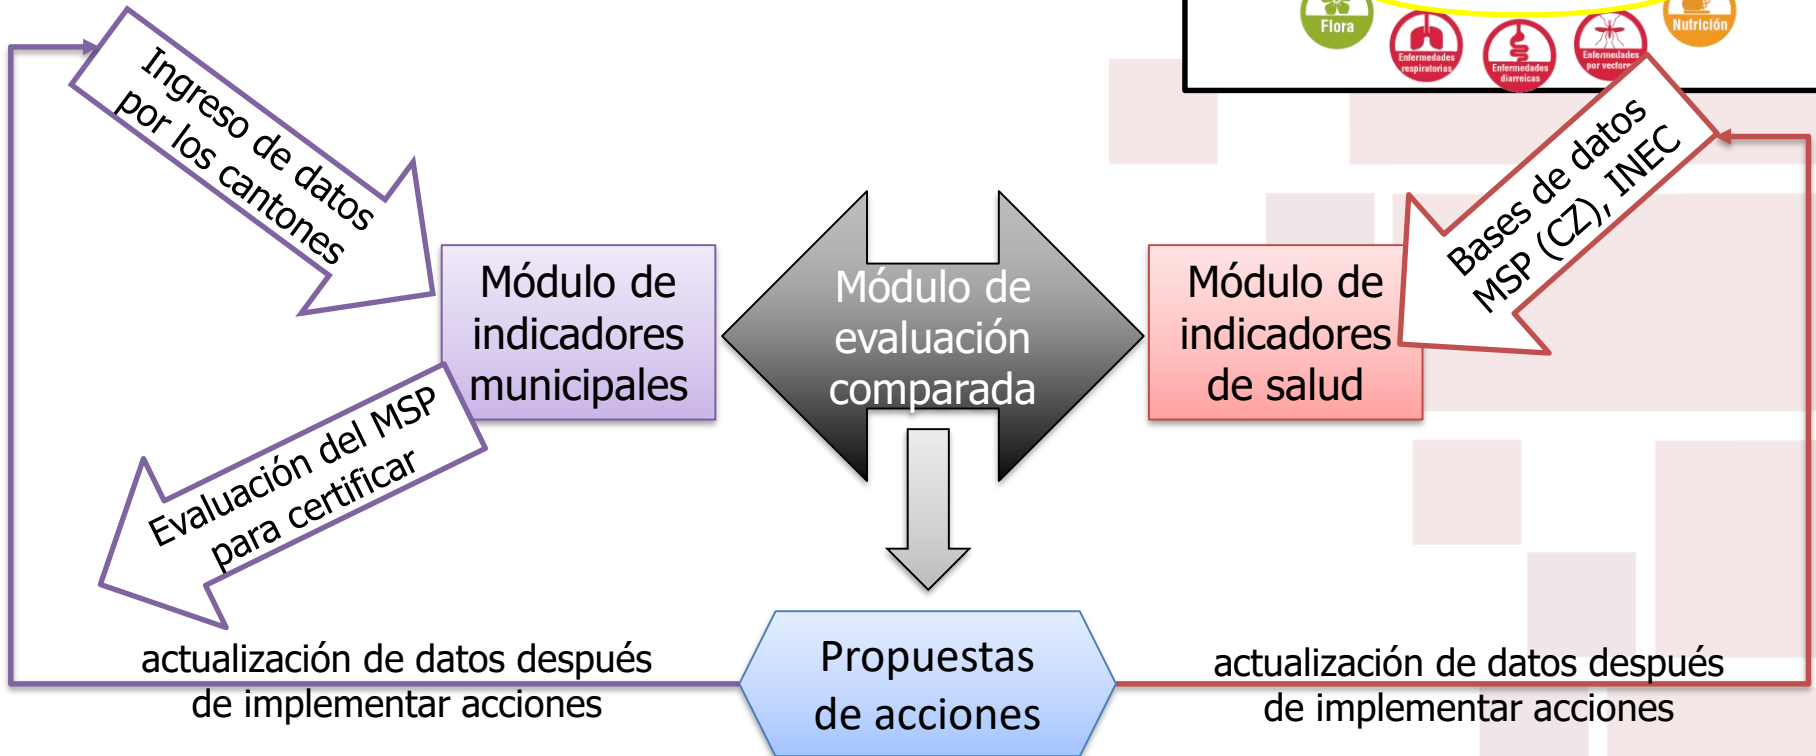 Flora
Enfermedades
respiratorias
Enfermedades
diarreicas
Enfermedades
por vectores
Nutrición
Ingreso de datos
por los cantones
Bases de datos
MSP (CZ), INEC
Módulo de
indicadores
municipales
Módulo de
evaluación
comparada
Módulo de
indicadores
de salud
Evaluación del MSP
para certificar
actualización de datos después
de implementar acciones
Propuestas
de acciones
actualización de datos después
de implementar acciones